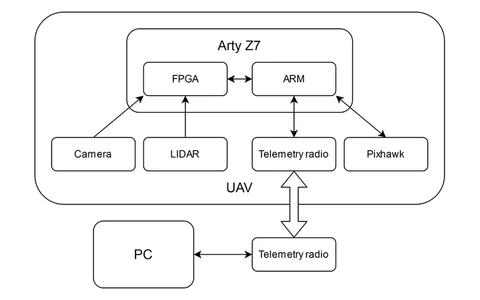 Arty Z7
FPGA
ARM
Camera
LIDAR
Telemetry radio
Pixhawk
UAV
PC
Telemetry radio